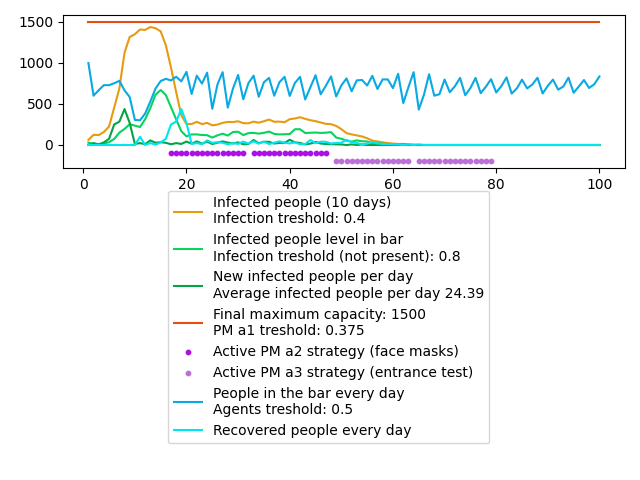 1500
1000
500
0
0
20
40
60
80
100
Infected people (10 days)
Infection treshold: 0.4
Infected people level in bar
Infection treshold (not present): 0.8
New infected people per day
Average infected people per day 24.39
Final maximum capacity: 1500
PM a1 treshold: 0.375
Active PM a2 strategy (face masks)
Active PM a3 strategy (entrance test)
People in the bar every day
Agents treshold: 0.5
Recovered people every day